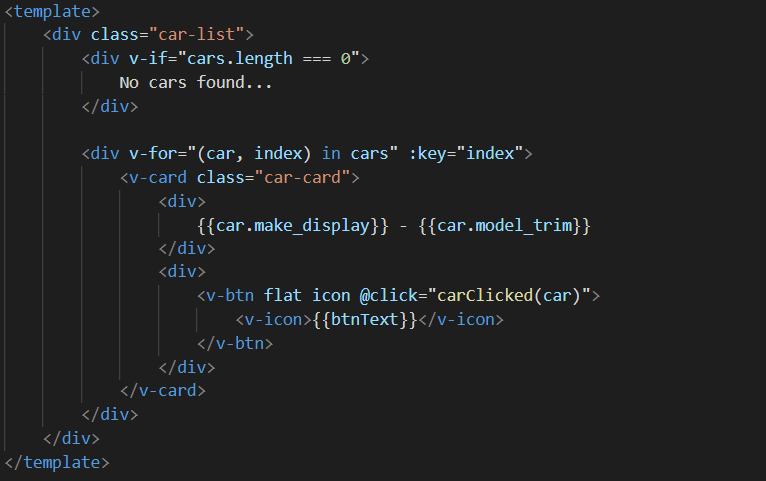 <template>
    <div class="car-list">
        <div v-if="cars.length === 0">
            No cars found...
        </div>

        <div v-for="(car, index) in cars" :key="index">
            <v-card class="car-card">
                <div>
                    {{car.make_display}} - {{car.model_trim}}
                </div>
                <div>
                    <v-btn flat icon @click="carClicked(car)">
                        <v-icon>{{btnText}}</v-icon>
                    </v-btn>
                </div>
            </v-card>
        </div>
    </div>
</template>